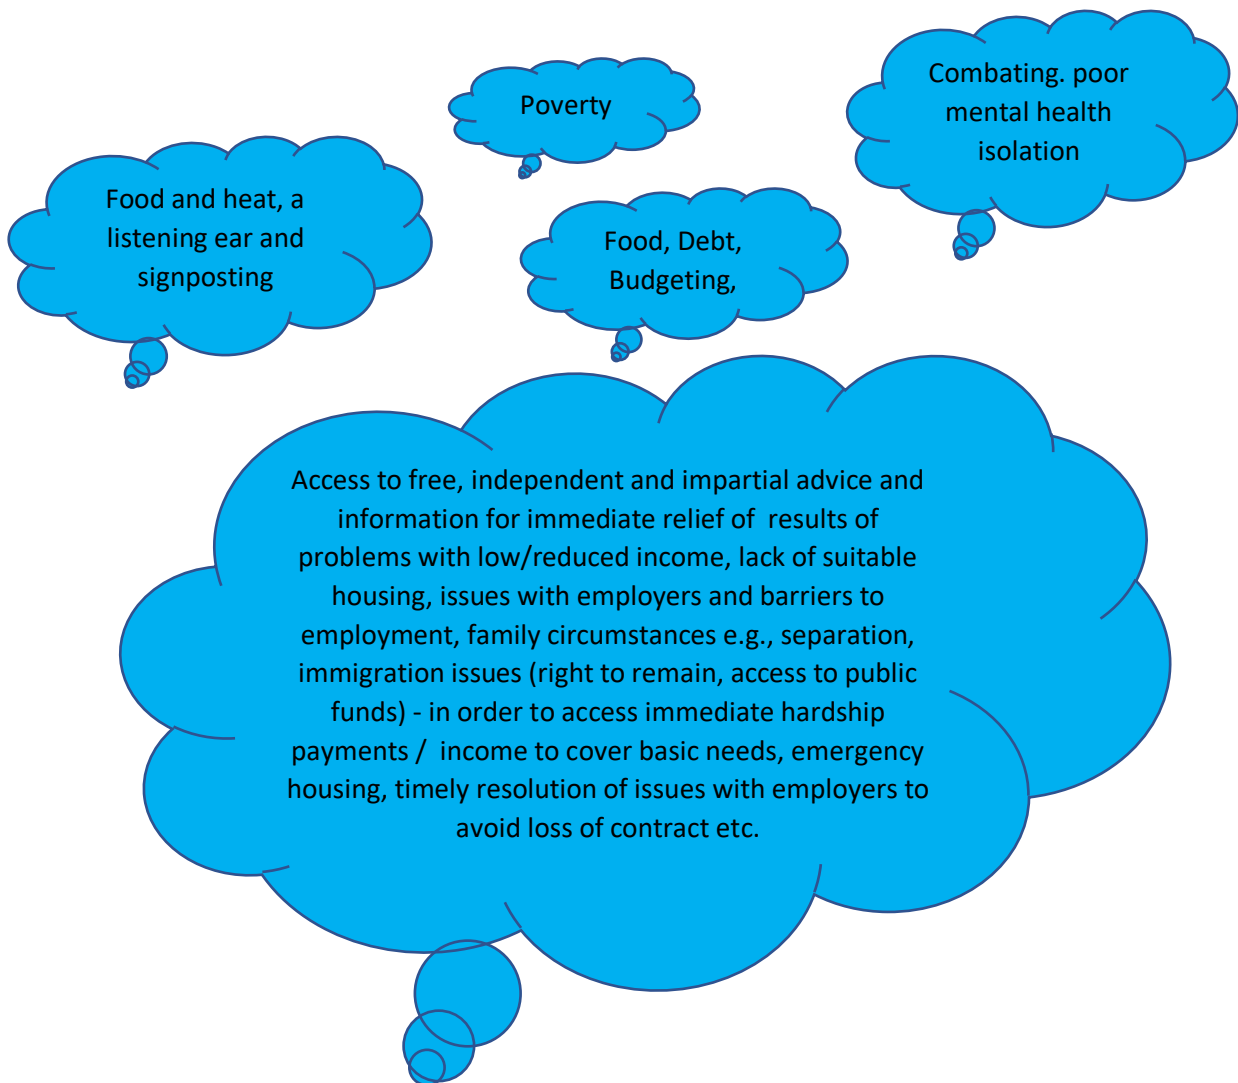 Poverty
Combating. poor
mental health
isolation
Food and heat, a
listening ear and
signposting
Food, Debt,
Budgeting,
Access to free, independent and impartial advice and
information for immediate relief of  results of
problems with low/reduced income, lack of suitable
housing, issues with employers and barriers to
employment, family circumstances e.g., separation,
immigration issues (right to remain, access to public
funds) - in order to access immediate hardship
payments /  income to cover basic needs, emergency
housing, timely resolution of issues with employers to
avoid loss of contract etc.